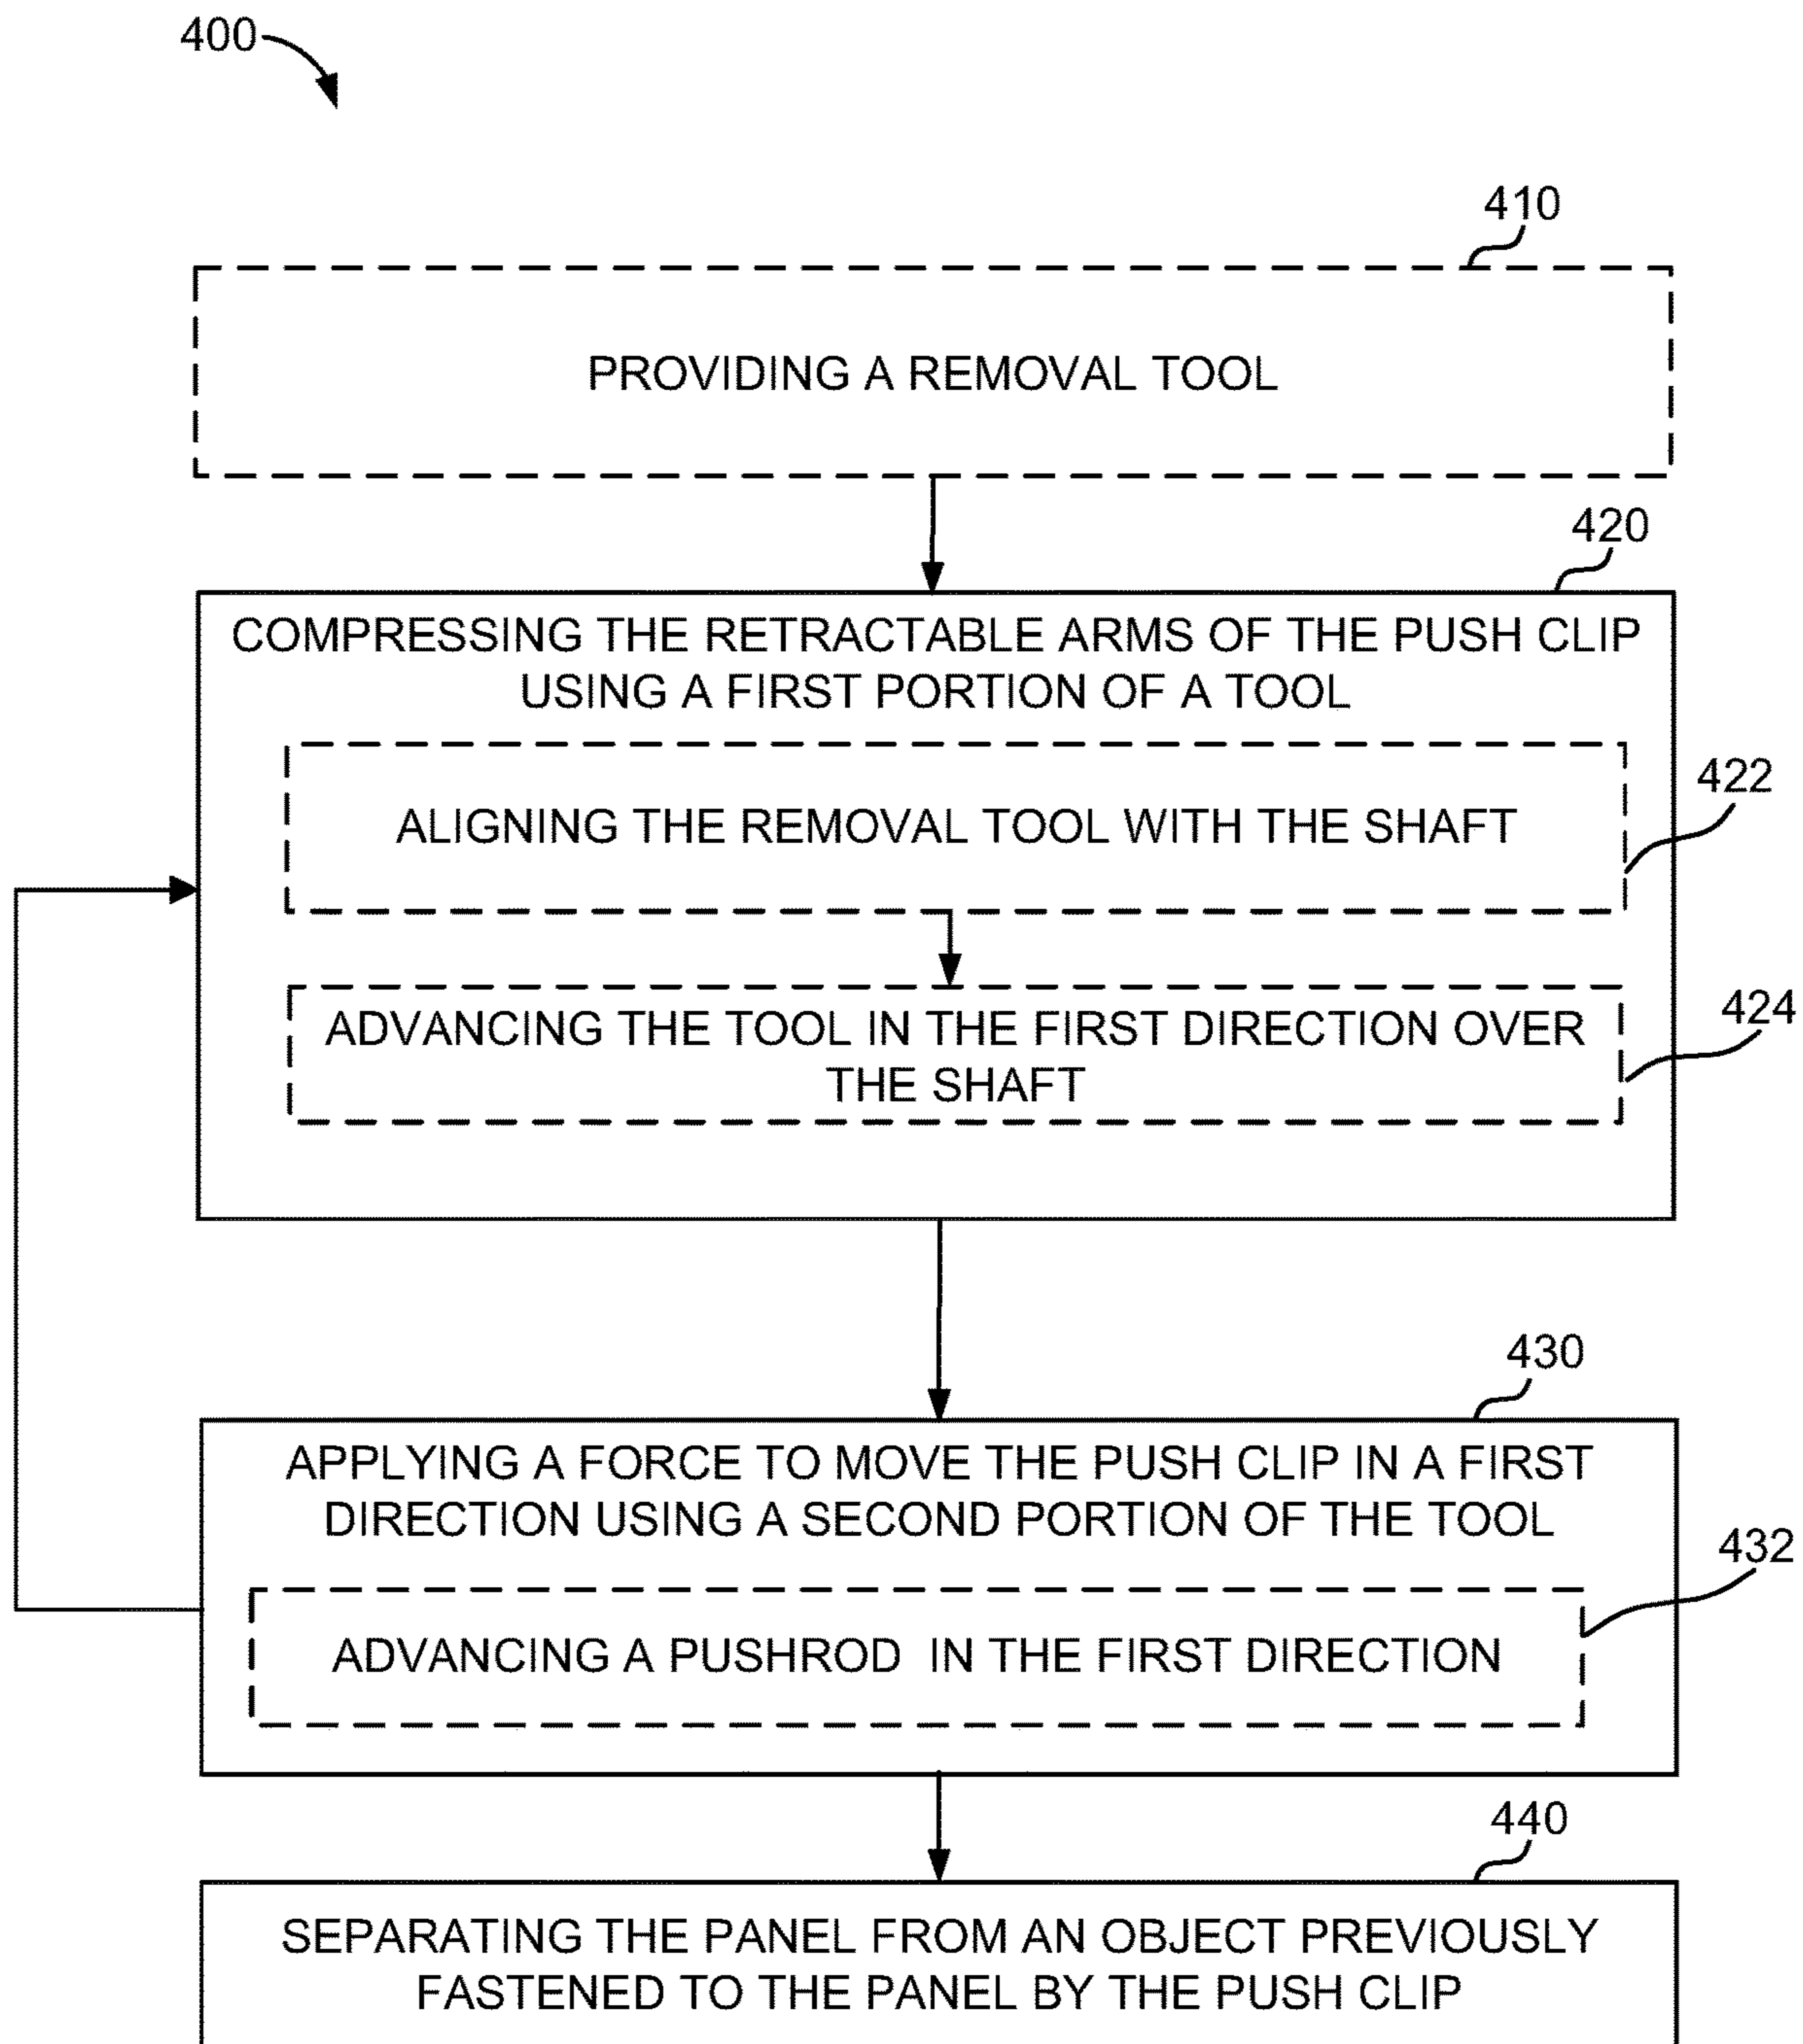 400
410
PROVIDING A REMOVAL TOOL
420
COMPRESSING THE RETRACTABLE ARMS OF THE PUSH CLIP
USING A FIRST PORTION OF A TOOL
422
ALIGNING THE REMOVAL TOOL WITH THE SHAFT
424
ADVANCING THE TOOL IN THE FIRST DIRECTION OVER
THE SHAFT
430
APPLYING A FORCE TO MOVE THE PUSH CLIP IN A FIRST
DIRECTION USING A SECOND PORTION OF THE TOOL
432
ADVANCING A PUSHROD IN THE FIRST DIRECTION
440
SEPARATING THE PANEL FROM AN OBJECT PREVIOUSLY
FASTENED TO THE PANEL BY THE PUSH CLIP